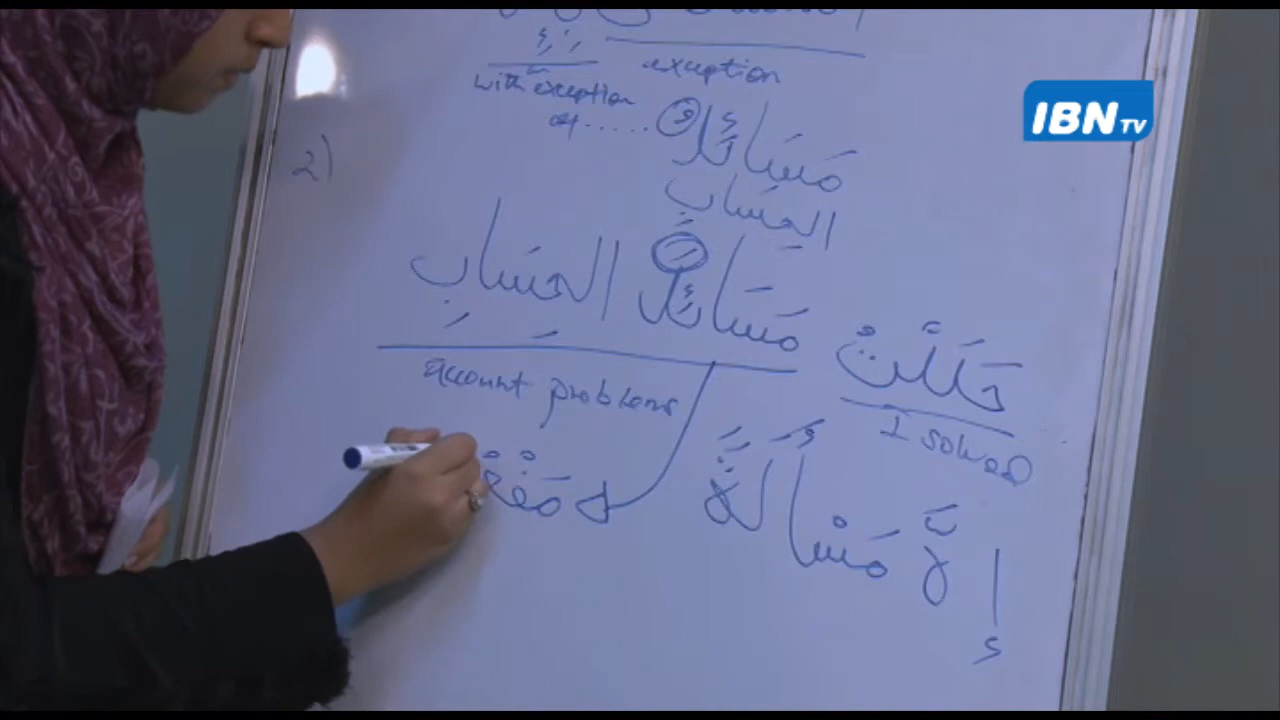 exception
with exception
of ......
مَسَائِلَ
الحِسَابِ
2)
حَلَلْتُ مَسَائِلَ الحِسَابِ
I solved
account problems
إِلَّا مَسْأَلَةً
IBN TV